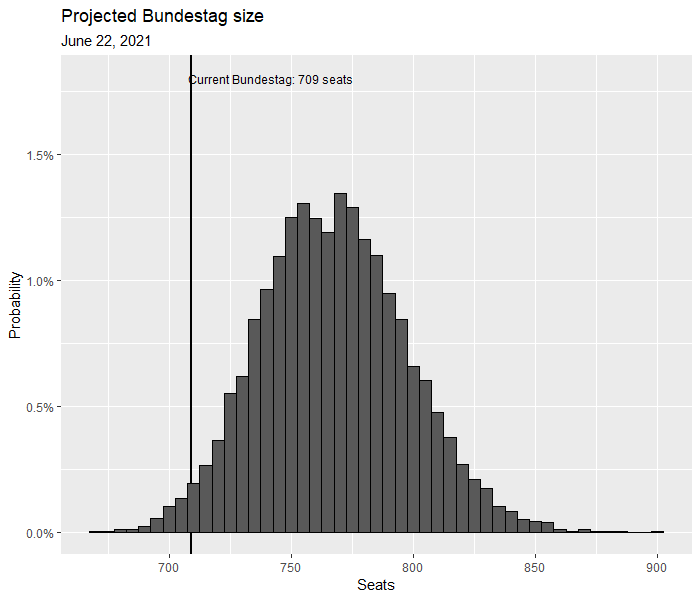 Projected Bundestag size
June 22, 2021
Current Bundestag: 709 seats
1.5%
1.0%
0.5%
0.0%
Probability
700 750 800 850 900
Seats